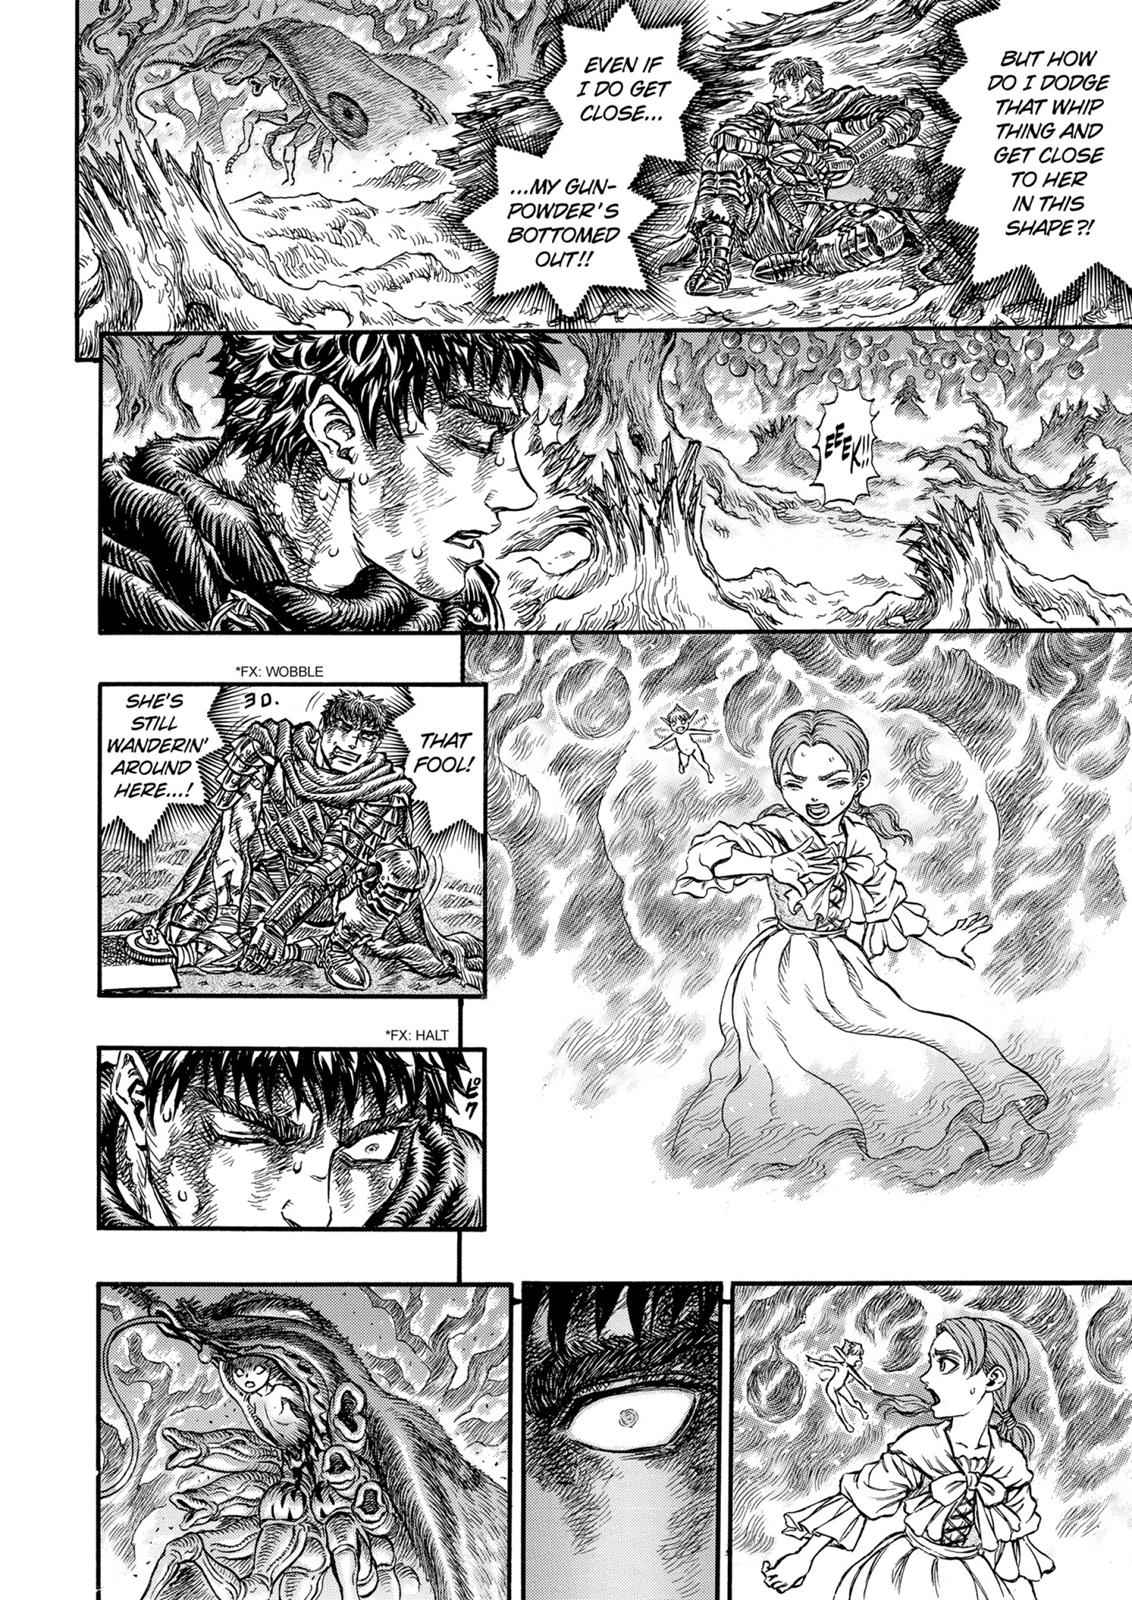 BUT HOW
DO I DODGE
THAT WHIP
THING AND
GET CLOSE
TO HER
IN THIS
SHAPE?!
EVEN IF
I DO GET
CLOSE...
...MY GUN-
POWDER'S
BOTTOMED
OUT!!
EEEEK!!
THAT
FOOL!
*FX: WOBBLE
SHE'S
STILL
WANDERIN'
AROUND
HERE...!
*FX: HALT